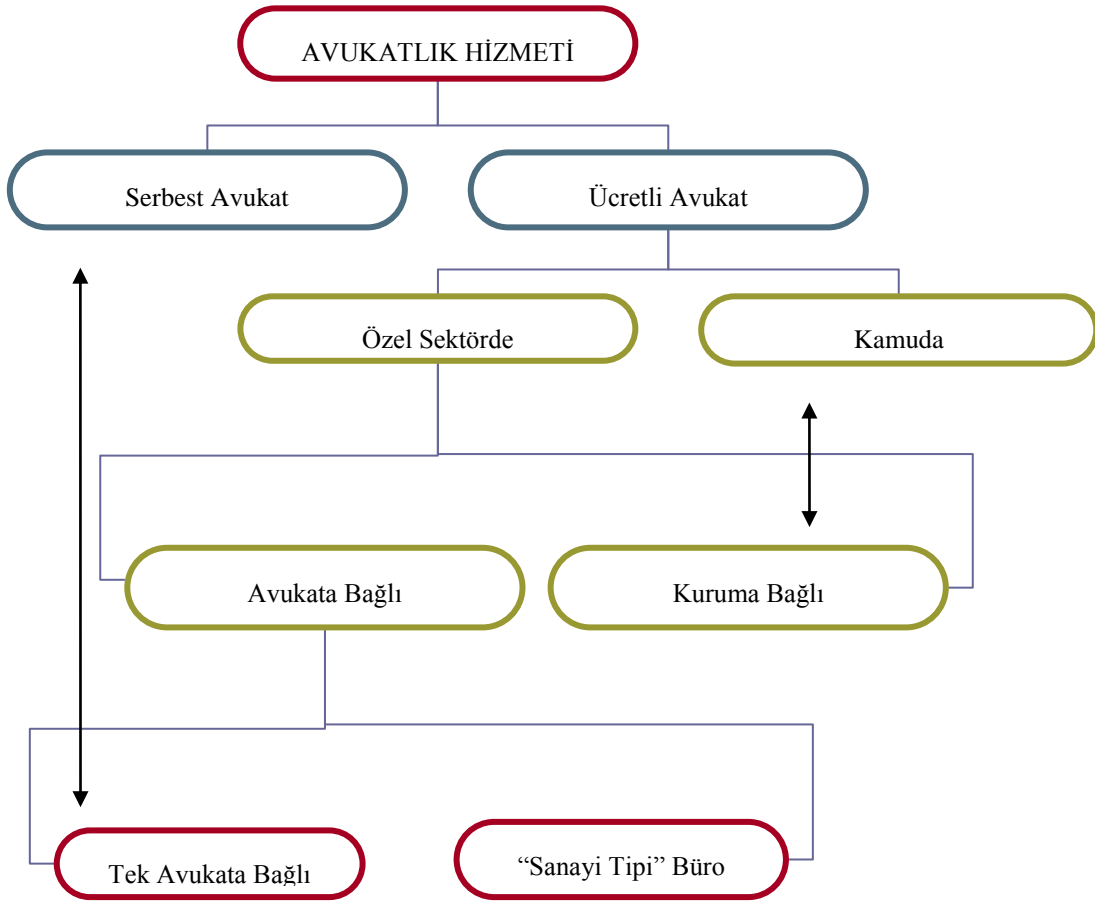 AVUKATLIK HİZMETİ
Serbest Avukat
Ücretli Avukat
Özel Sektörde
Kamuda
Avukata Bağlı
Kuruma Bağlı
Tek Avukata Bağlı
“Sanayi Tipi” Büro